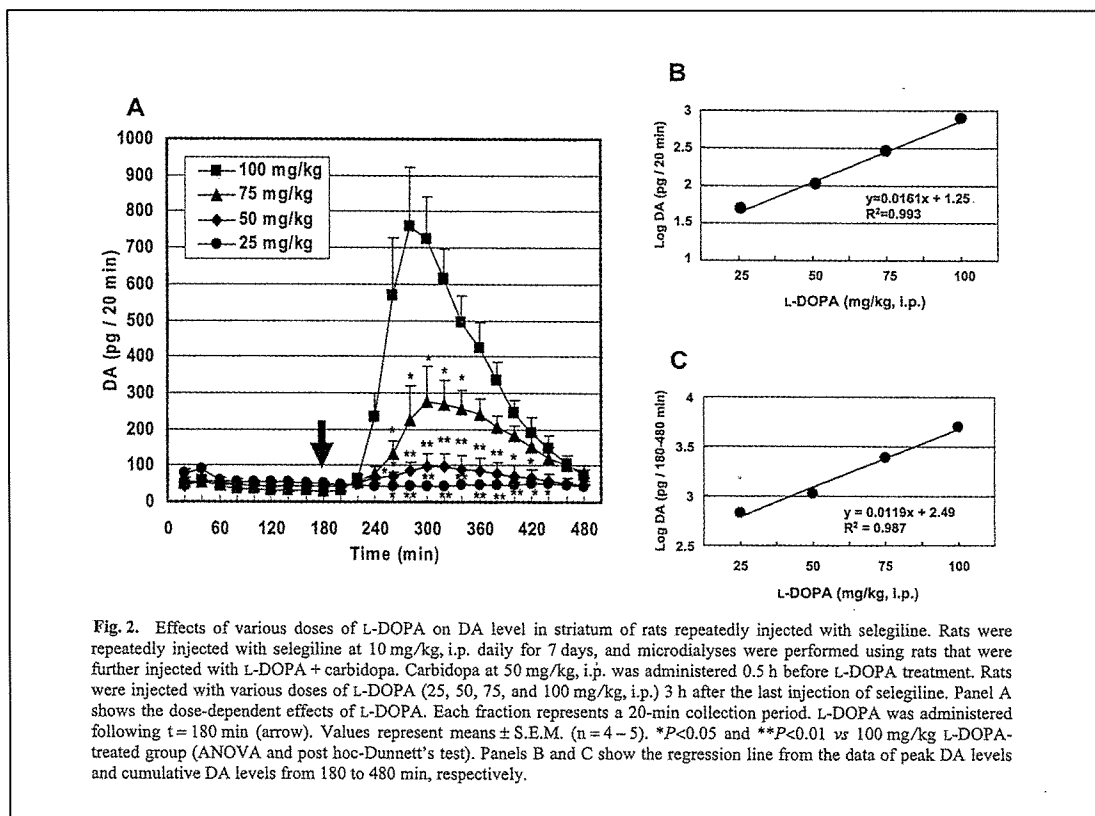 A
1000
900
800
700
600
500
400
300
200
100
0
DA (pg / 20 min)
100 mg/kg
75 mg/kg
50 mg/kg
25 mg/kg
* * * * *
* ** ** ** ** ** ** * *
* ** ** ** ** ** ** * *
0 60 120 180 240 300 360 420 480
Time (min)
B
3
2.5
2
1.5
1
Log DA (pg / 20 min)
y=0.0161x + 1.25
R²=0.993
25 50 75 100
L-DOPA (mg/kg, i.p.)
C
4
3.5
3
2.5
Log DA (pg / 180-480 min)
y = 0.0119x + 2.49
R² = 0.987
25 50 75 100
L-DOPA (mg/kg, i.p.)
Fig. 2. Effects of various doses of L-DOPA on DA level in striatum of rats repeatedly injected with selegiline. Rats were
repeatedly injected with selegiline at 10 mg/kg, i.p. daily for 7 days, and microdialyses were performed using rats that were
further injected with L-DOPA + carbidopa. Carbidopa at 50 mg/kg, i.p. was administered 0.5 h before L-DOPA treatment. Rats
were injected with various doses of L-DOPA (25, 50, 75, and 100 mg/kg, i.p.) 3 h after the last injection of selegiline. Panel A
shows the dose-dependent effects of L-DOPA. Each fraction represents a 20-min collection period. L-DOPA was administered
following t = 180 min (arrow). Values represent means ± S.E.M. (n = 4 – 5). *P<0.05 and **P<0.01 vs 100 mg/kg L-DOPA-
treated group (ANOVA and post hoc-Dunnett's test). Panels B and C show the regression line from the data of peak DA levels
and cumulative DA levels from 180 to 480 min, respectively.